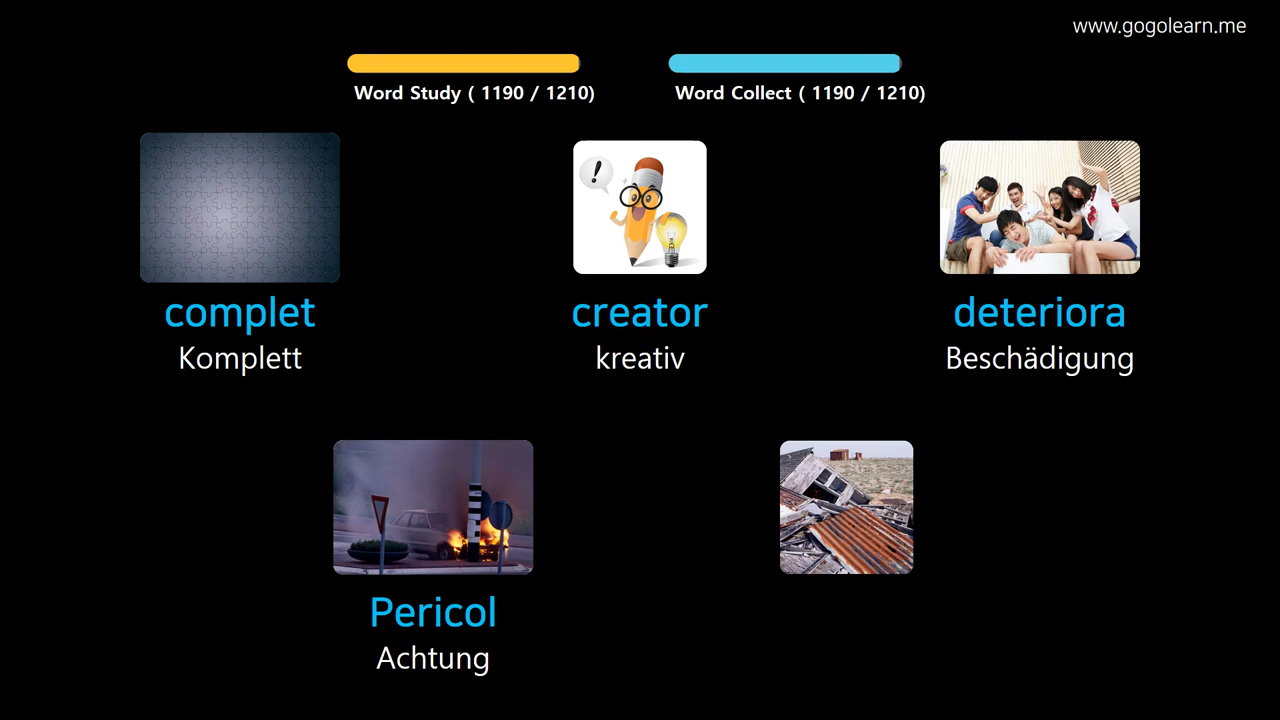 www.gogolearn.me
Word Study ( 1190 / 1210)
Word Collect ( 1190 / 1210)
complet
Komplett
creator
kreativ
deteriora
Beschädigung
Pericol
Achtung